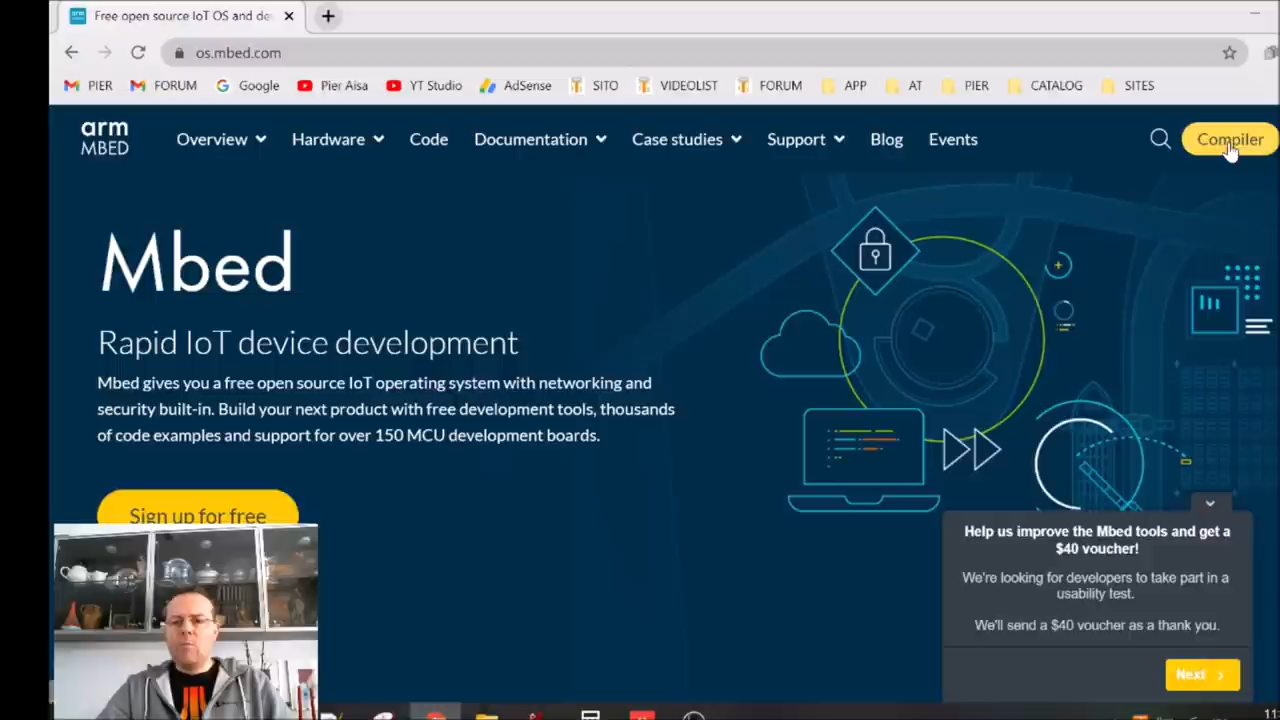 Free open source IoT OS and de
os.mbed.com
PIER FORUM Google Pier Aisa YT Studio AdSense SITO VIDEOLIST FORUM APP AT PIER CATALOG SITES
arm
MBED
Overview Hardware Code Documentation Case studies Support Blog Events Compiler
Mbed
Rapid IoT device development
Mbed gives you a free open source IoT operating system with networking and
security built-in. Build your next product with free development tools, thousands
of code examples and support for over 150 MCU development boards.
Sign up for free
Help us improve the Mbed tools and get a
$40 voucher!
We're looking for developers to take part in a
usability test.
We'll send a $40 voucher as a thank you.
Next